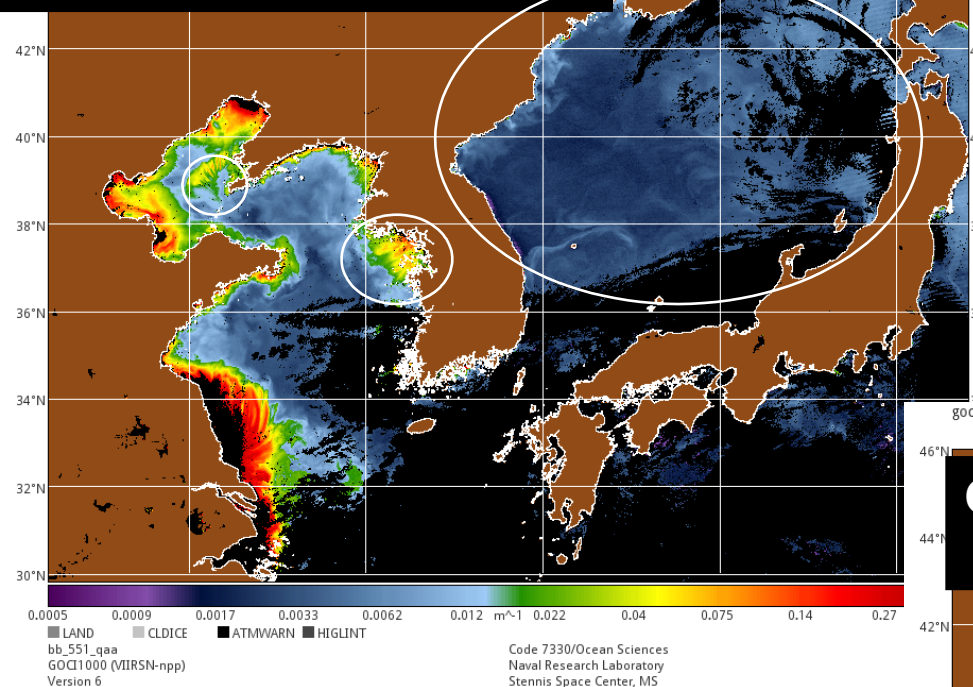 42°N
40°N
38°N
36°N
34°N
32°N
30°N
goc
46°N
44°N
42°N
0.0005 0.0009 0.0017 0.0033 0.0062 0.012 m^-1 0.022 0.04 0.075 0.14 0.27
LAND CLDICE ATMWARN HIGLINT
bb_551_qaa
GOCI1000 (VIIRSN-npp)
Version 6
Code 7330/Ocean Sciences
Naval Research Laboratory
Stennis Space Center, MS